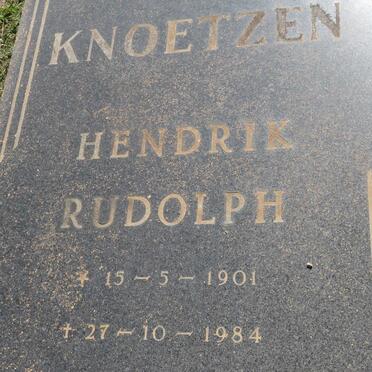 KNOETZEN
HENDRIK
RUDOLPH
* 15 - 5 - 1901
† 27 - 10 - 1984